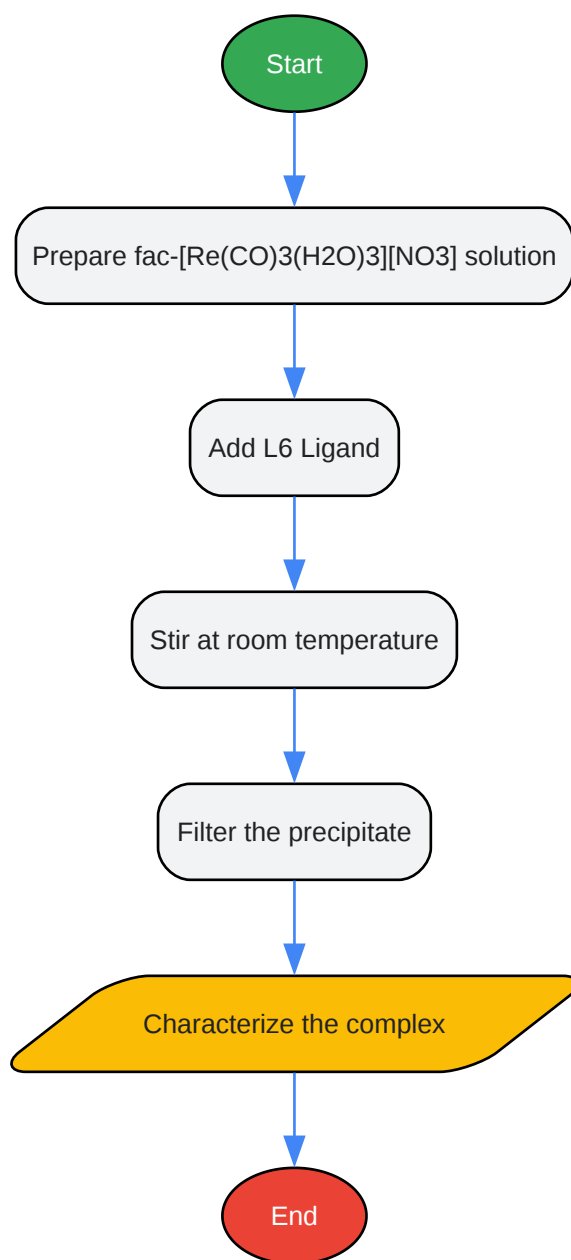 Start
Prepare fac-[Re(CO)3(H2O)3][NO3] solution
Add L6 Ligand
Stir at room temperature
Filter the precipitate
Characterize the complex
End